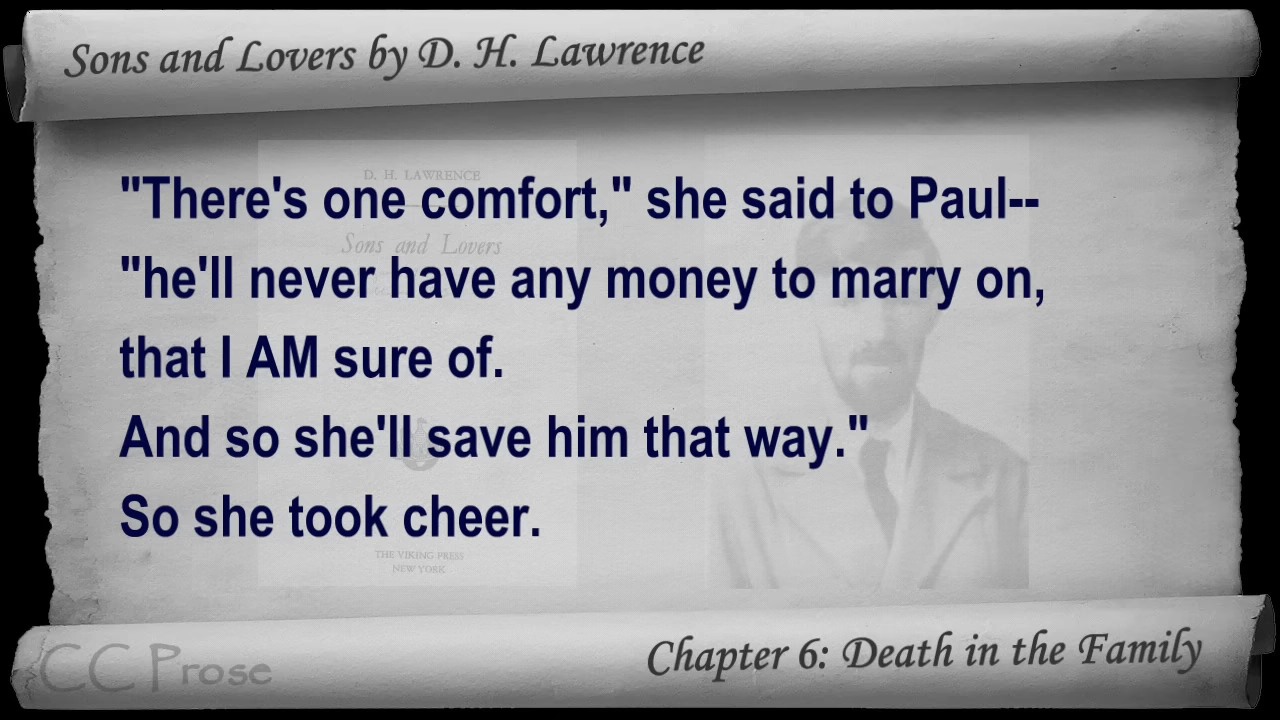 Sons and Lovers by D. H. Lawrence
D. H. LAWRENCE
"There's one comfort," she said to Paul--
Sons and Lovers
"he'll never have any money to marry on,
that I AM sure of.
And so she'll save him that way."
So she took cheer.
THE VIKING PRESS
NEW YORK
CC Prose
Chapter 6: Death in the Family